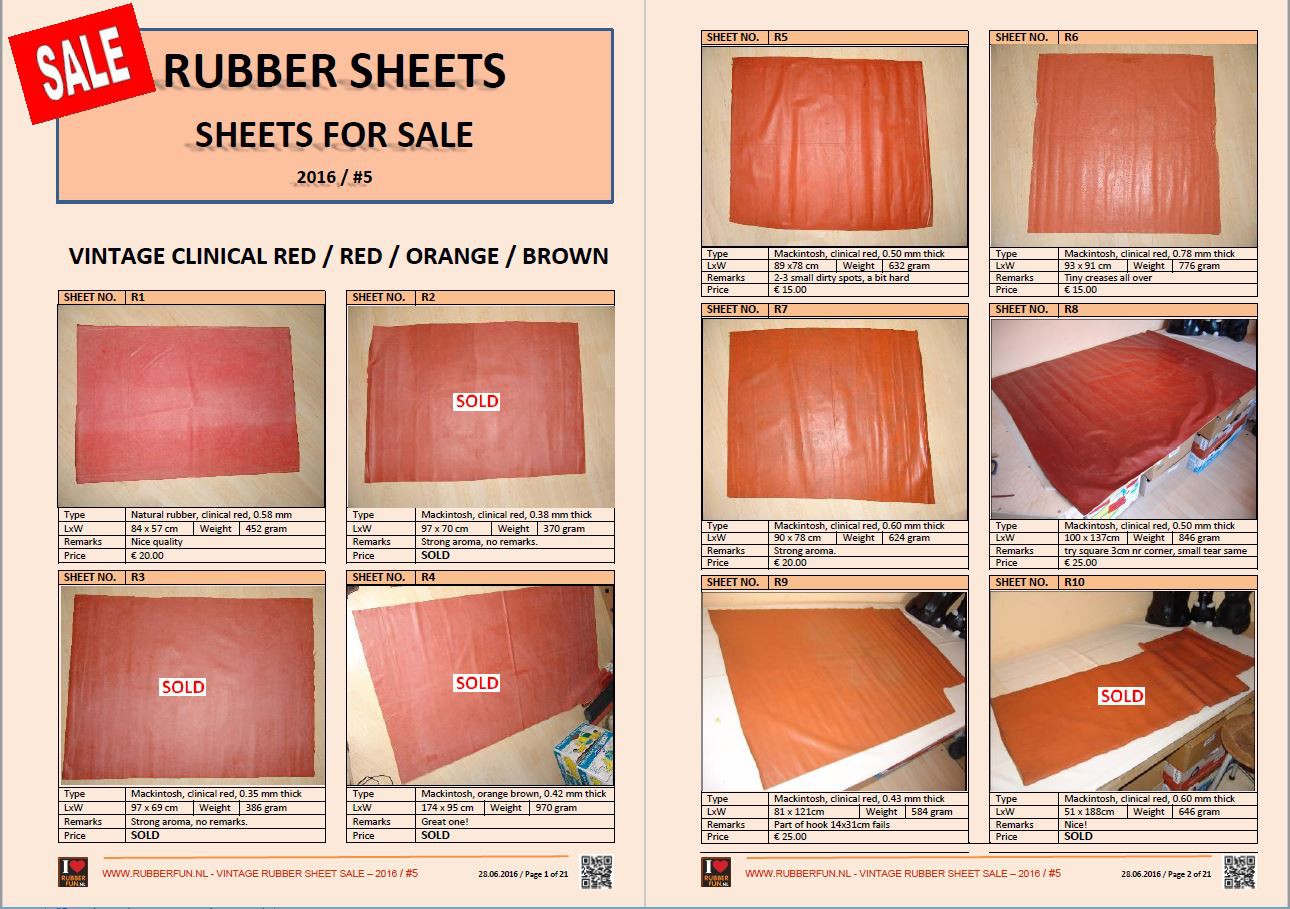 SALE
RUBBER SHEETS
SHEETS FOR SALE
2016 / #5
VINTAGE CLINICAL RED / RED / ORANGE / BROWN
SHEET NO. R1
Type Natural rubber, clinical red, 0.58 mm
LxW 84 x 57 cm Weight 452 gram
Remarks Nice quality
Price € 20.00
SHEET NO. R2
SOLD
Type Mackintosh, clinical red, 0.38 mm thick
LxW 97 x 70 cm Weight 370 gram
Remarks Strong aroma, no remarks.
Price SOLD
SHEET NO. R3
SOLD
Type Mackintosh, clinical red, 0.35 mm thick
LxW 97 x 69 cm Weight 386 gram
Remarks Strong aroma, no remarks.
Price SOLD
SHEET NO. R4
SOLD
Type Mackintosh, orange brown, 0.42 mm thick
LxW 174 x 95 cm Weight 970 gram
Remarks Great one!
Price SOLD
I
RUBBER
FUN.NL
WWW.RUBBERFUN.NL - VINTAGE RUBBER SHEET SALE – 2016 / #5
28.06.2016 / Page 1 of 21
SHEET NO. R5
Type Mackintosh, clinical red, 0.50 mm thick
LxW 89 x78 cm Weight 632 gram
Remarks 2-3 small dirty spots, a bit hard
Price € 15.00
SHEET NO. R6
Type Mackintosh, clinical red, 0.78 mm thick
LxW 93 x 91 cm Weight 776 gram
Remarks Tiny creases all over
Price € 15.00
SHEET NO. R7
Type Mackintosh, clinical red, 0.60 mm thick
LxW 90 x 78 cm Weight 624 gram
Remarks Strong aroma.
Price € 20.00
SHEET NO. R8
Type Mackintosh, clinical red, 0.50 mm thick
LxW 100 x 137cm Weight 846 gram
Remarks try square 3cm nr corner, small tear same
Price € 25.00
SHEET NO. R9
Type Mackintosh, clinical red, 0.43 mm thick
LxW 81 x 121cm Weight 584 gram
Remarks Part of hook 14x31cm fails
Price € 25.00
SHEET NO. R10
SOLD
Type Mackintosh, clinical red, 0.60 mm thick
LxW 51 x 188cm Weight 646 gram
Remarks Nice!
Price SOLD
I
RUBBER
FUN.NL
WWW.RUBBERFUN.NL - VINTAGE RUBBER SHEET SALE – 2016 / #5
28.06.2016 / Page 2 of 21